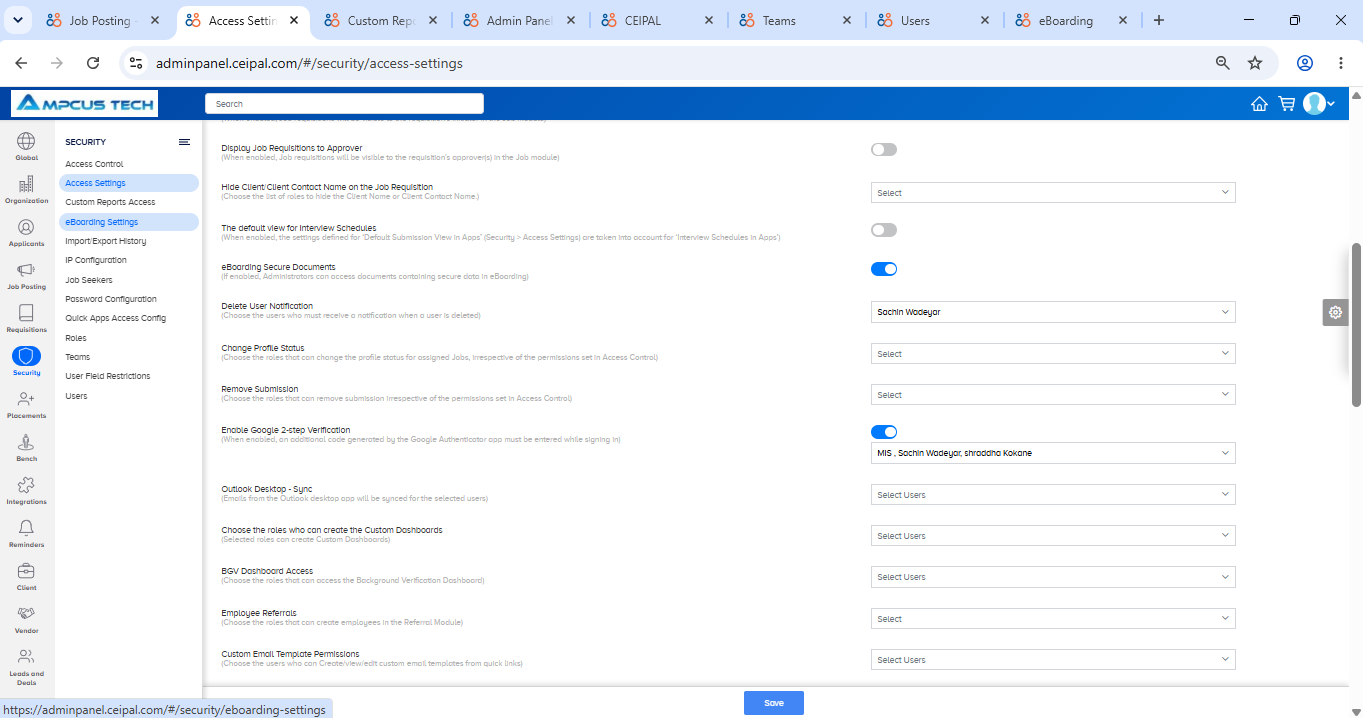 Job Posting -
Access Settin
Custom Repo
Admin Panel
CEIPAL
Teams
Users
eBoarding
adminpanel.ceipal.com/#/security/access-settings
AMPCUS TECH
Search
Global
Organization
Applicants
Job Posting
Requisitions
Security
Placements
Bench
Integrations
Reminders
Client
Vendor
Leads and
Deals
SECURITY
Access Control
Access Settings
Custom Reports Access
eBoarding Settings
Import/Export History
IP Configuration
Job Seekers
Password Configuration
Quick Apps Access Config
Roles
Teams
User Field Restrictions
Users
Display Job Requisitions to Approver
(When enabled, Job requisitions will be visible to the requisition's approver(s) in the Job module)
Hide Client/Client Contact Name on the Job Requisition
(Choose the list of roles to hide the Client Name or Client Contact Name.)
Select
The default view for Interview Schedules
(When enabled, the settings defined for 'Default Submission View in Apps' (Security > Access Settings) are taken into account for 'Interview Schedules in Apps')
eBoarding Secure Documents
(If enabled, Administrators can access documents containing secure data in eBoarding)
Delete User Notification
(Choose the users who must receive a notification when a user is deleted)
Sachin Wadeyar
Change Profile Status
(Choose the roles that can change the profile status for assigned Jobs, irrespective of the permissions set in Access Control)
Select
Remove Submission
(Choose the roles that can remove submission irrespective of the permissions set in Access Control)
Select
Enable Google 2-step Verification
(When enabled, an additional code generated by the Google Authenticator app must be entered while signing in)
MIS , Sachin Wadeyar, shraddha Kokane
Outlook Desktop - Sync
(Emails from the Outlook desktop app will be synced for the selected users)
Select Users
Choose the roles who can create the Custom Dashboards
(Selected roles can create Custom Dashboards)
Select Users
BGV Dashboard Access
(Choose the roles that can access the Background Verification Dashboard)
Select Users
Employee Referrals
(Choose the roles that can create employees in the Referral Module)
Select
Custom Email Template Permissions
(Choose the users who can Create/view/edit custom email templates from quick links)
Select Users
Save
https://adminpanel.ceipal.com/#/security/eboarding-settings